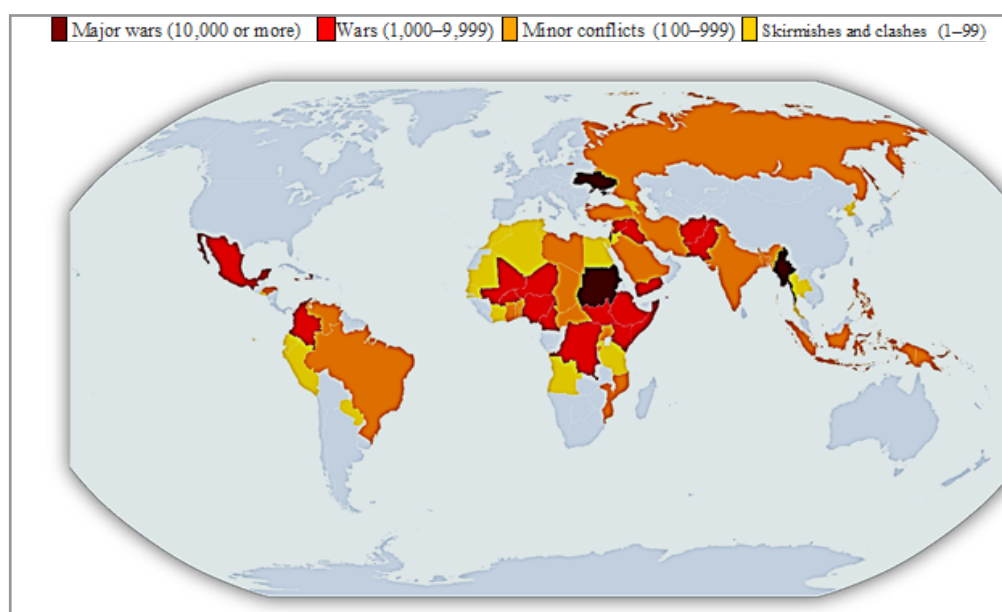 Major wars (10,000 or more) Wars (1,000–9,999) Minor conflicts (100–999) Skirmishes and clashes (1–99)